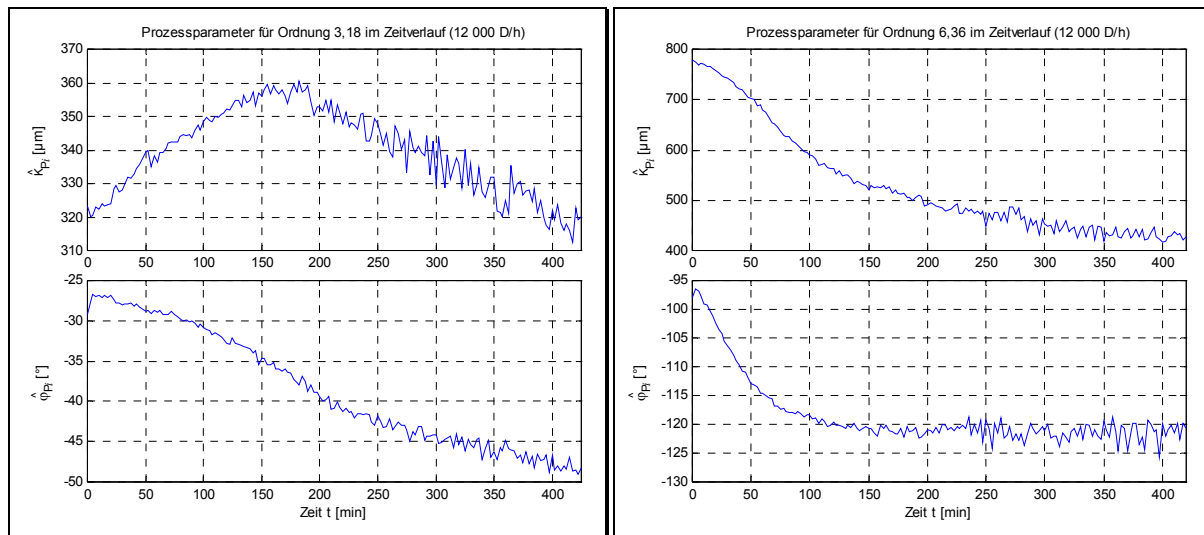 Prozessparameter für Ordnung 3,18 im Zeitverlauf (12 000 D/h)
370
360
350
340
330
320
310
K̂Pi [µm]
0 50 100 150 200 250 300 350 400
-25
-30
-35
-40
-45
-50
φ̂Pi [°]
0 50 100 150 200 250 300 350 400
Zeit t [min]
Prozessparameter für Ordnung 6,36 im Zeitverlauf (12 000 D/h)
800
700
600
500
400
K̂Pi [µm]
0 50 100 150 200 250 300 350 400
-95
-100
-105
-110
-115
-120
-125
-130
φ̂Pi [°]
0 50 100 150 200 250 300 350 400
Zeit t [min]